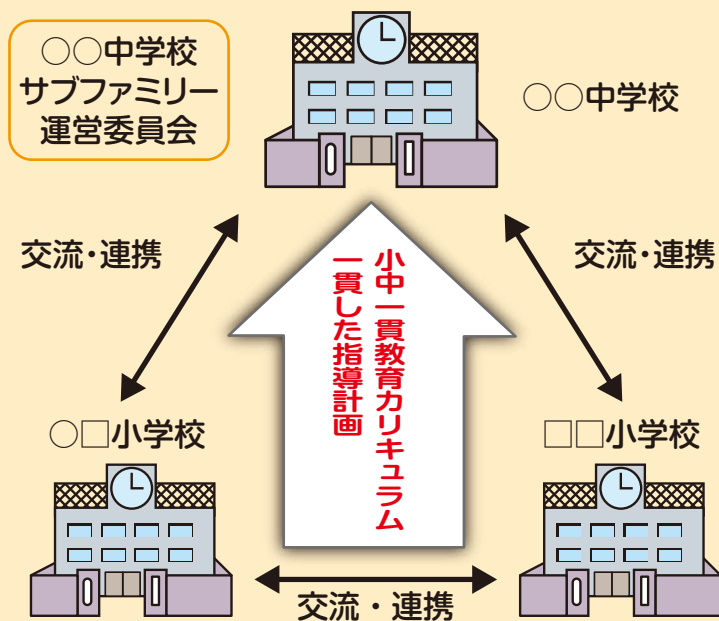 ○○中学校
サブファミリー
運営委員会
○○中学校
交流・連携
交流・連携
小中一貫教育カリキュラム
一貫した指導計画
○□小学校
□□小学校
交流・連携